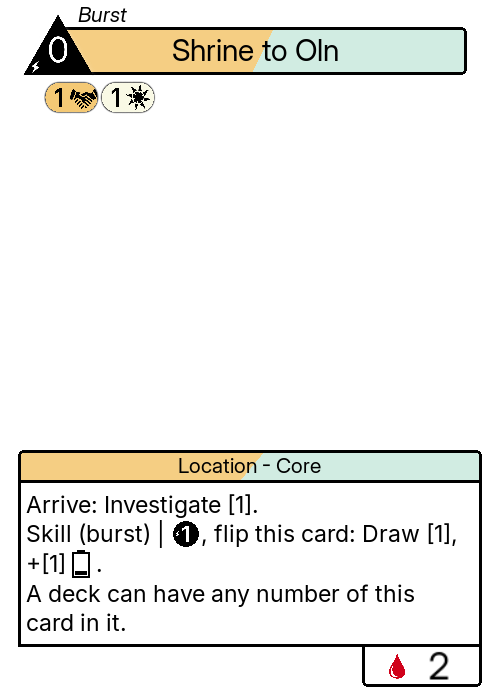 Burst
0
Shrine to Oln
1 1
Location - Core
Arrive: Investigate [1].
Skill (burst) | 1, flip this card: Draw [1],
+[1] .
A deck can have any number of this
card in it.
2